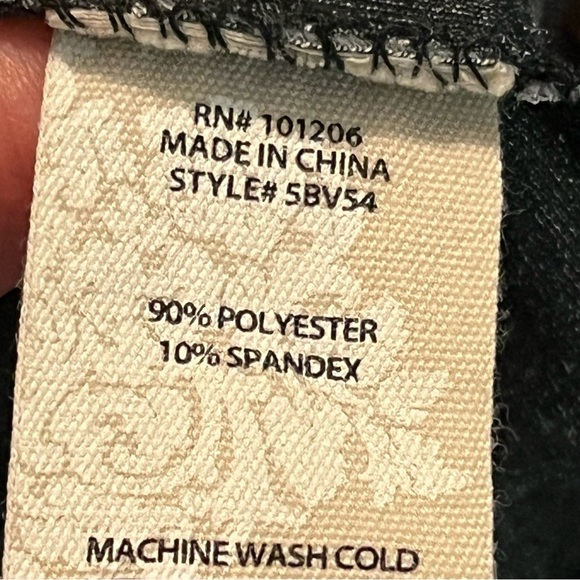 RN# 101206
MADE IN CHINA
STYLE# 5BV54
90% POLYESTER
10% SPANDEX
MACHINE WASH COLD